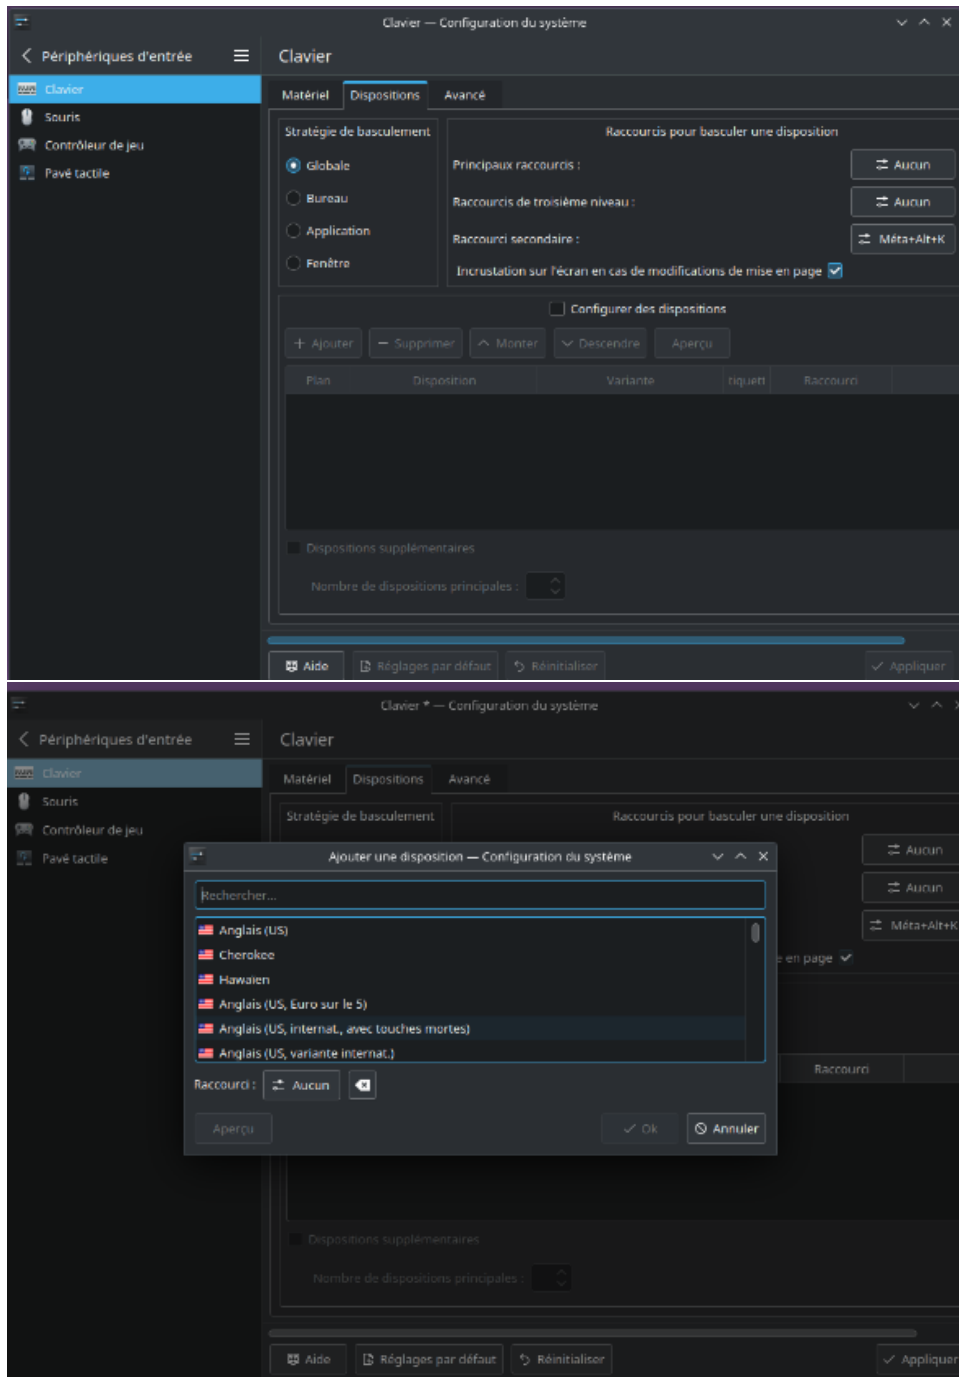 Clavier — Configuration du système
Périphériques d'entrée
Clavier
Clavier
Souris
Contrôleur de jeu
Pavé tactile
Matériel Dispositions Avancé
Stratégie de basculement
Globale
Bureau
Application
Fenêtre
Raccourcis pour basculer une disposition
Principaux raccourcis : Aucun
Raccourcis de troisième niveau : Aucun
Raccourci secondaire : Méta+Alt+K
Incrustation sur l'écran en cas de modifications de mise en page
Configurer des dispositions
Ajouter Supprimer Monter Descendre Aperçu
Plan Disposition Variante tiquett Raccourci
Dispositions supplémentaires
Nombre de dispositions principales :
Aide Réglages par défaut Réinitialiser Appliquer
Clavier * — Configuration du système
Périphériques d'entrée
Clavier
Clavier
Souris
Contrôleur de jeu
Pavé tactile
Matériel Dispositions Avancé
Stratégie de basculement
Raccourcis pour basculer une disposition
Aucun
Aucun
Méta+Alt+K
e en page
Raccourci
Ajouter une disposition — Configuration du système
Rechercher...
Anglais (US)
Cherokee
Hawaïen
Anglais (US, Euro sur le 5)
Anglais (US, internat., avec touches mortes)
Anglais (US, variante internat.)
Raccourci : Aucun
Aperçu Ok Annuler
Dispositions supplémentaires
Nombre de dispositions principales :
Aide Réglages par défaut Réinitialiser Appliquer